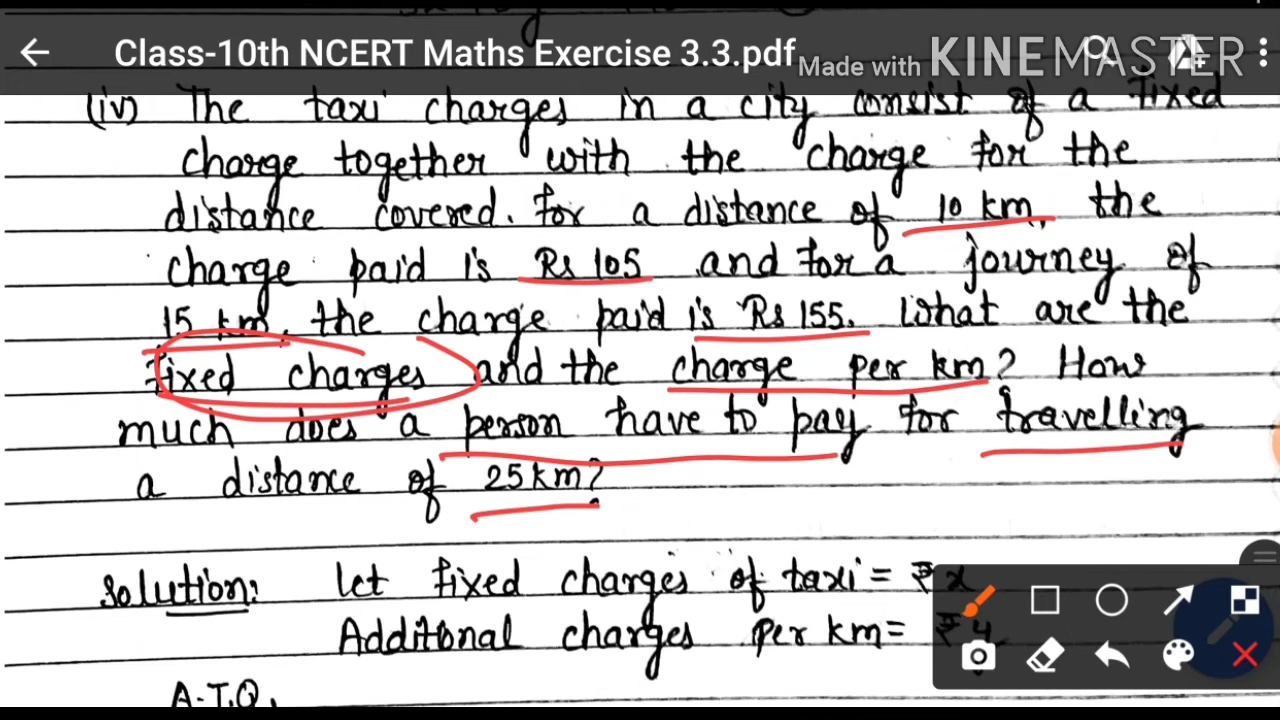 Class-10th NCERT Maths Exercise 3.3.pdf
Made with KINEMASTER
(iv) The taxi charges in a city consist of a fixed
charge together with the charge for the
distance covered. for a distance of 10 km, the
charge paid is Rs 105 and for a journey of
15 km, the charge paid is Rs 155. What are the
fixed charges and the charge per km? How
much does a person have to pay for travelling
a distance of 25km?
Solution: Let fixed charges of taxi = ₹ x
Additional charges per km = ₹ y
A.T.Q.